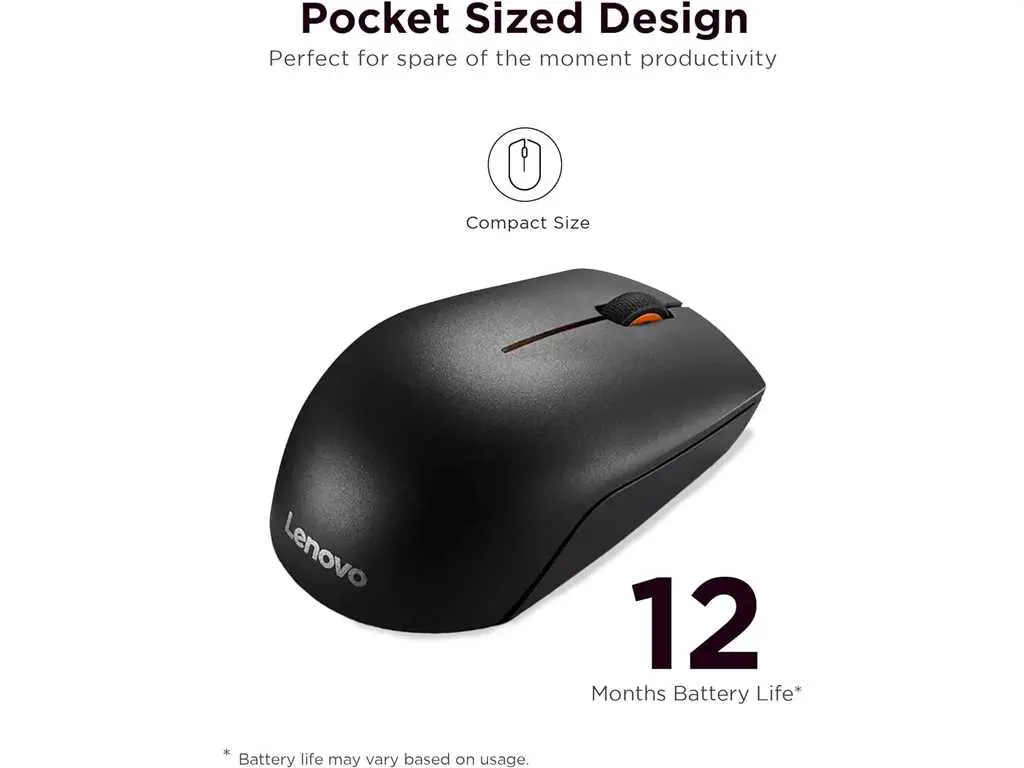 Pocket Sized Design
Perfect for spare of the moment productivity
Compact Size
Lenovo
12
Months Battery Life*
* Battery life may vary based on usage.